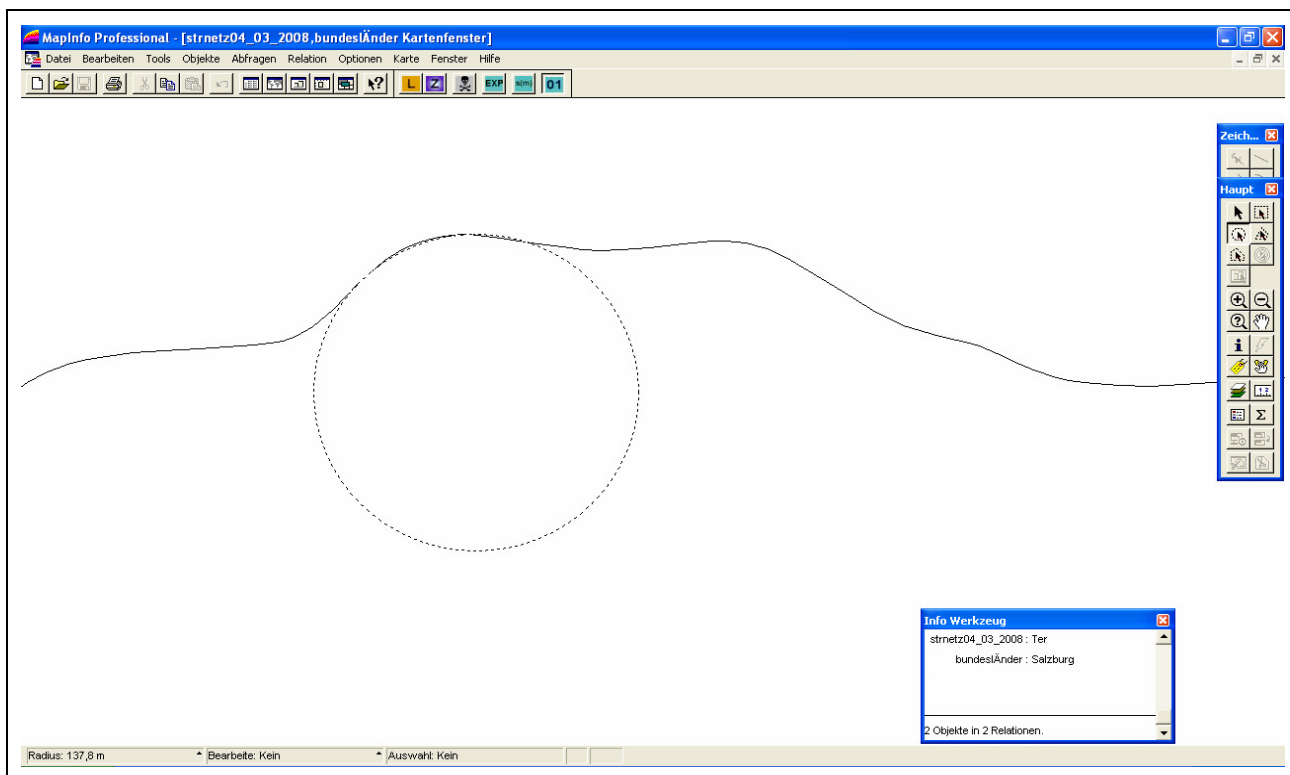 MapInfo Professional - [strnetz04_03_2008,bundeslÄnder Kartenfenster]
Datei Bearbeiten Tools Objekte Abfragen Relation Optionen Karte Fenster Hilfe
L Z EXP s(m) 01
Zeich...
Haupt
Info Werkzeug
strnetz04_03_2008 : Ter
bundeslÄnder : Salzburg
2 Objekte in 2 Relationen.
Radius: 137,8 m Bearbeite: Kein Auswahl: Kein